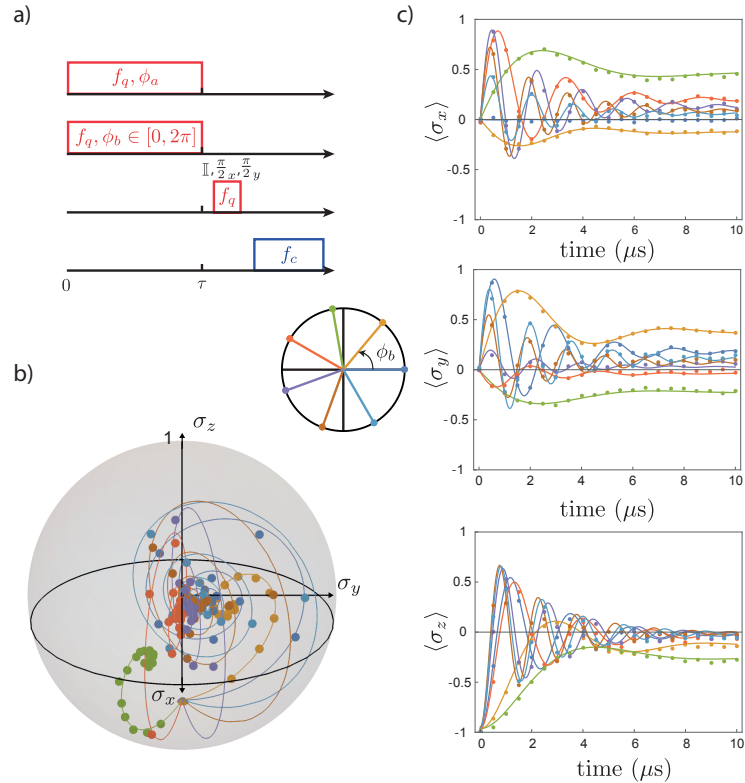 a)
f_q, ϕ_a
f_q, ϕ_b ∈ [0, 2π]
𝕀, π/2 x, π/2 y
f_q
f_c
0 τ
ϕ_b
b)
1 σ_z
σ_y
σ_x
c)
1
0.5
0
-0.5
-1
⟨σ_x⟩
0 2 4 6 8 10
time (μs)
1
0.5
0
-0.5
-1
⟨σ_y⟩
0 2 4 6 8 10
time (μs)
1
0.5
0
-0.5
-1
⟨σ_z⟩
0 2 4 6 8 10
time (μs)